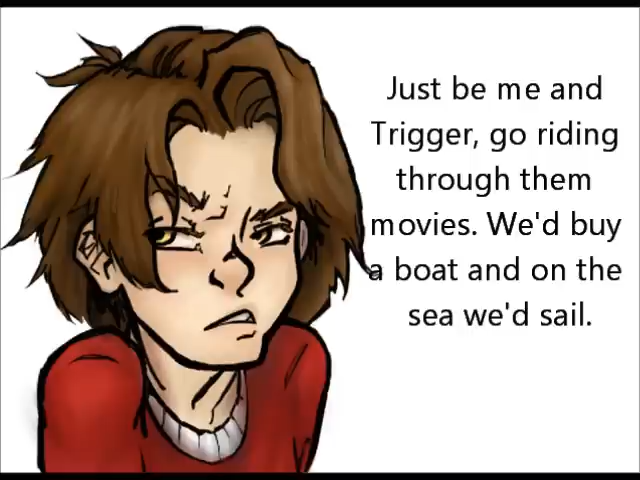 Just be me and
Trigger, go riding
through them
movies. We'd buy
a boat and on the
sea we'd sail.